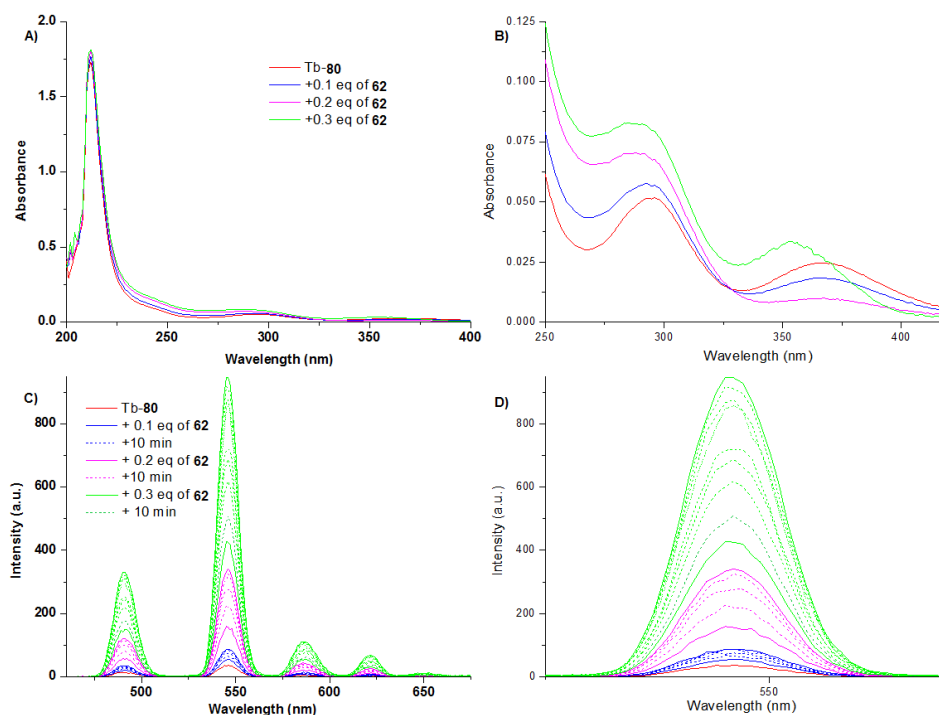 A)
2.0
1.5
1.0
0.5
0.0
Absorbance
200 250 300 350 400
Wavelength (nm)
Tb-80
+0.1 eq of 62
+0.2 eq of 62
+0.3 eq of 62
B)
0.125
0.100
0.075
0.050
0.025
0.000
Absorbance
250 300 350 400
Wavelength (nm)
C)
800
600
400
200
0
Intensity (a.u.)
500 550 600 650
Wavelength (nm)
Tb-80
+ 0.1 eq of 62
+10 min
+ 0.2 eq of 62
+10 min
+ 0.3 eq of 62
+ 10 min
D)
800
600
400
200
0
Intensity (a.u.)
550
Wavelength (nm)